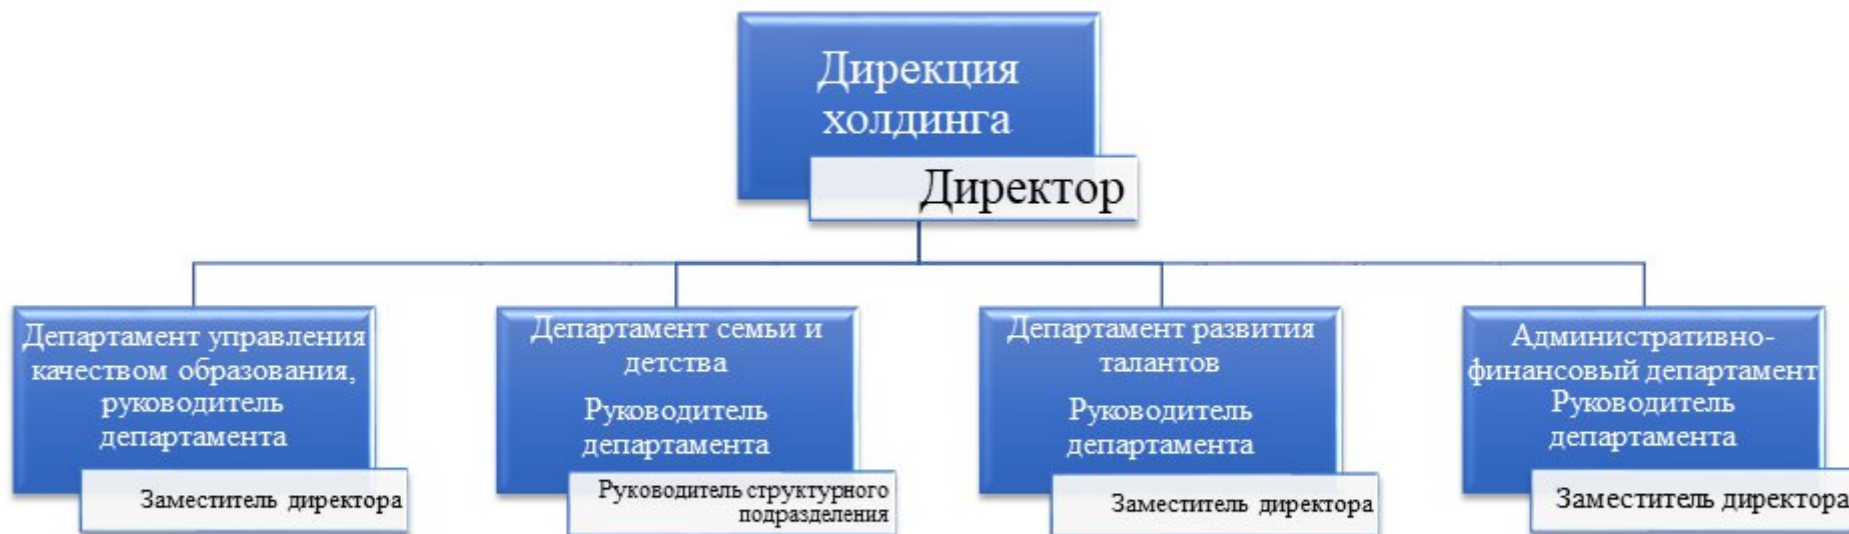 Дирекция
холдинга
Директор
Департамент управления
качеством образования,
руководитель
департамента
Заместитель директора
Департамент семьи и
детства
Руководитель
департамента
Руководитель структурного
подразделения
Департамент развития
талантов
Руководитель
департамента
Заместитель директора
Административно-
финансовый департамент
Руководитель
департамента
Заместитель директора